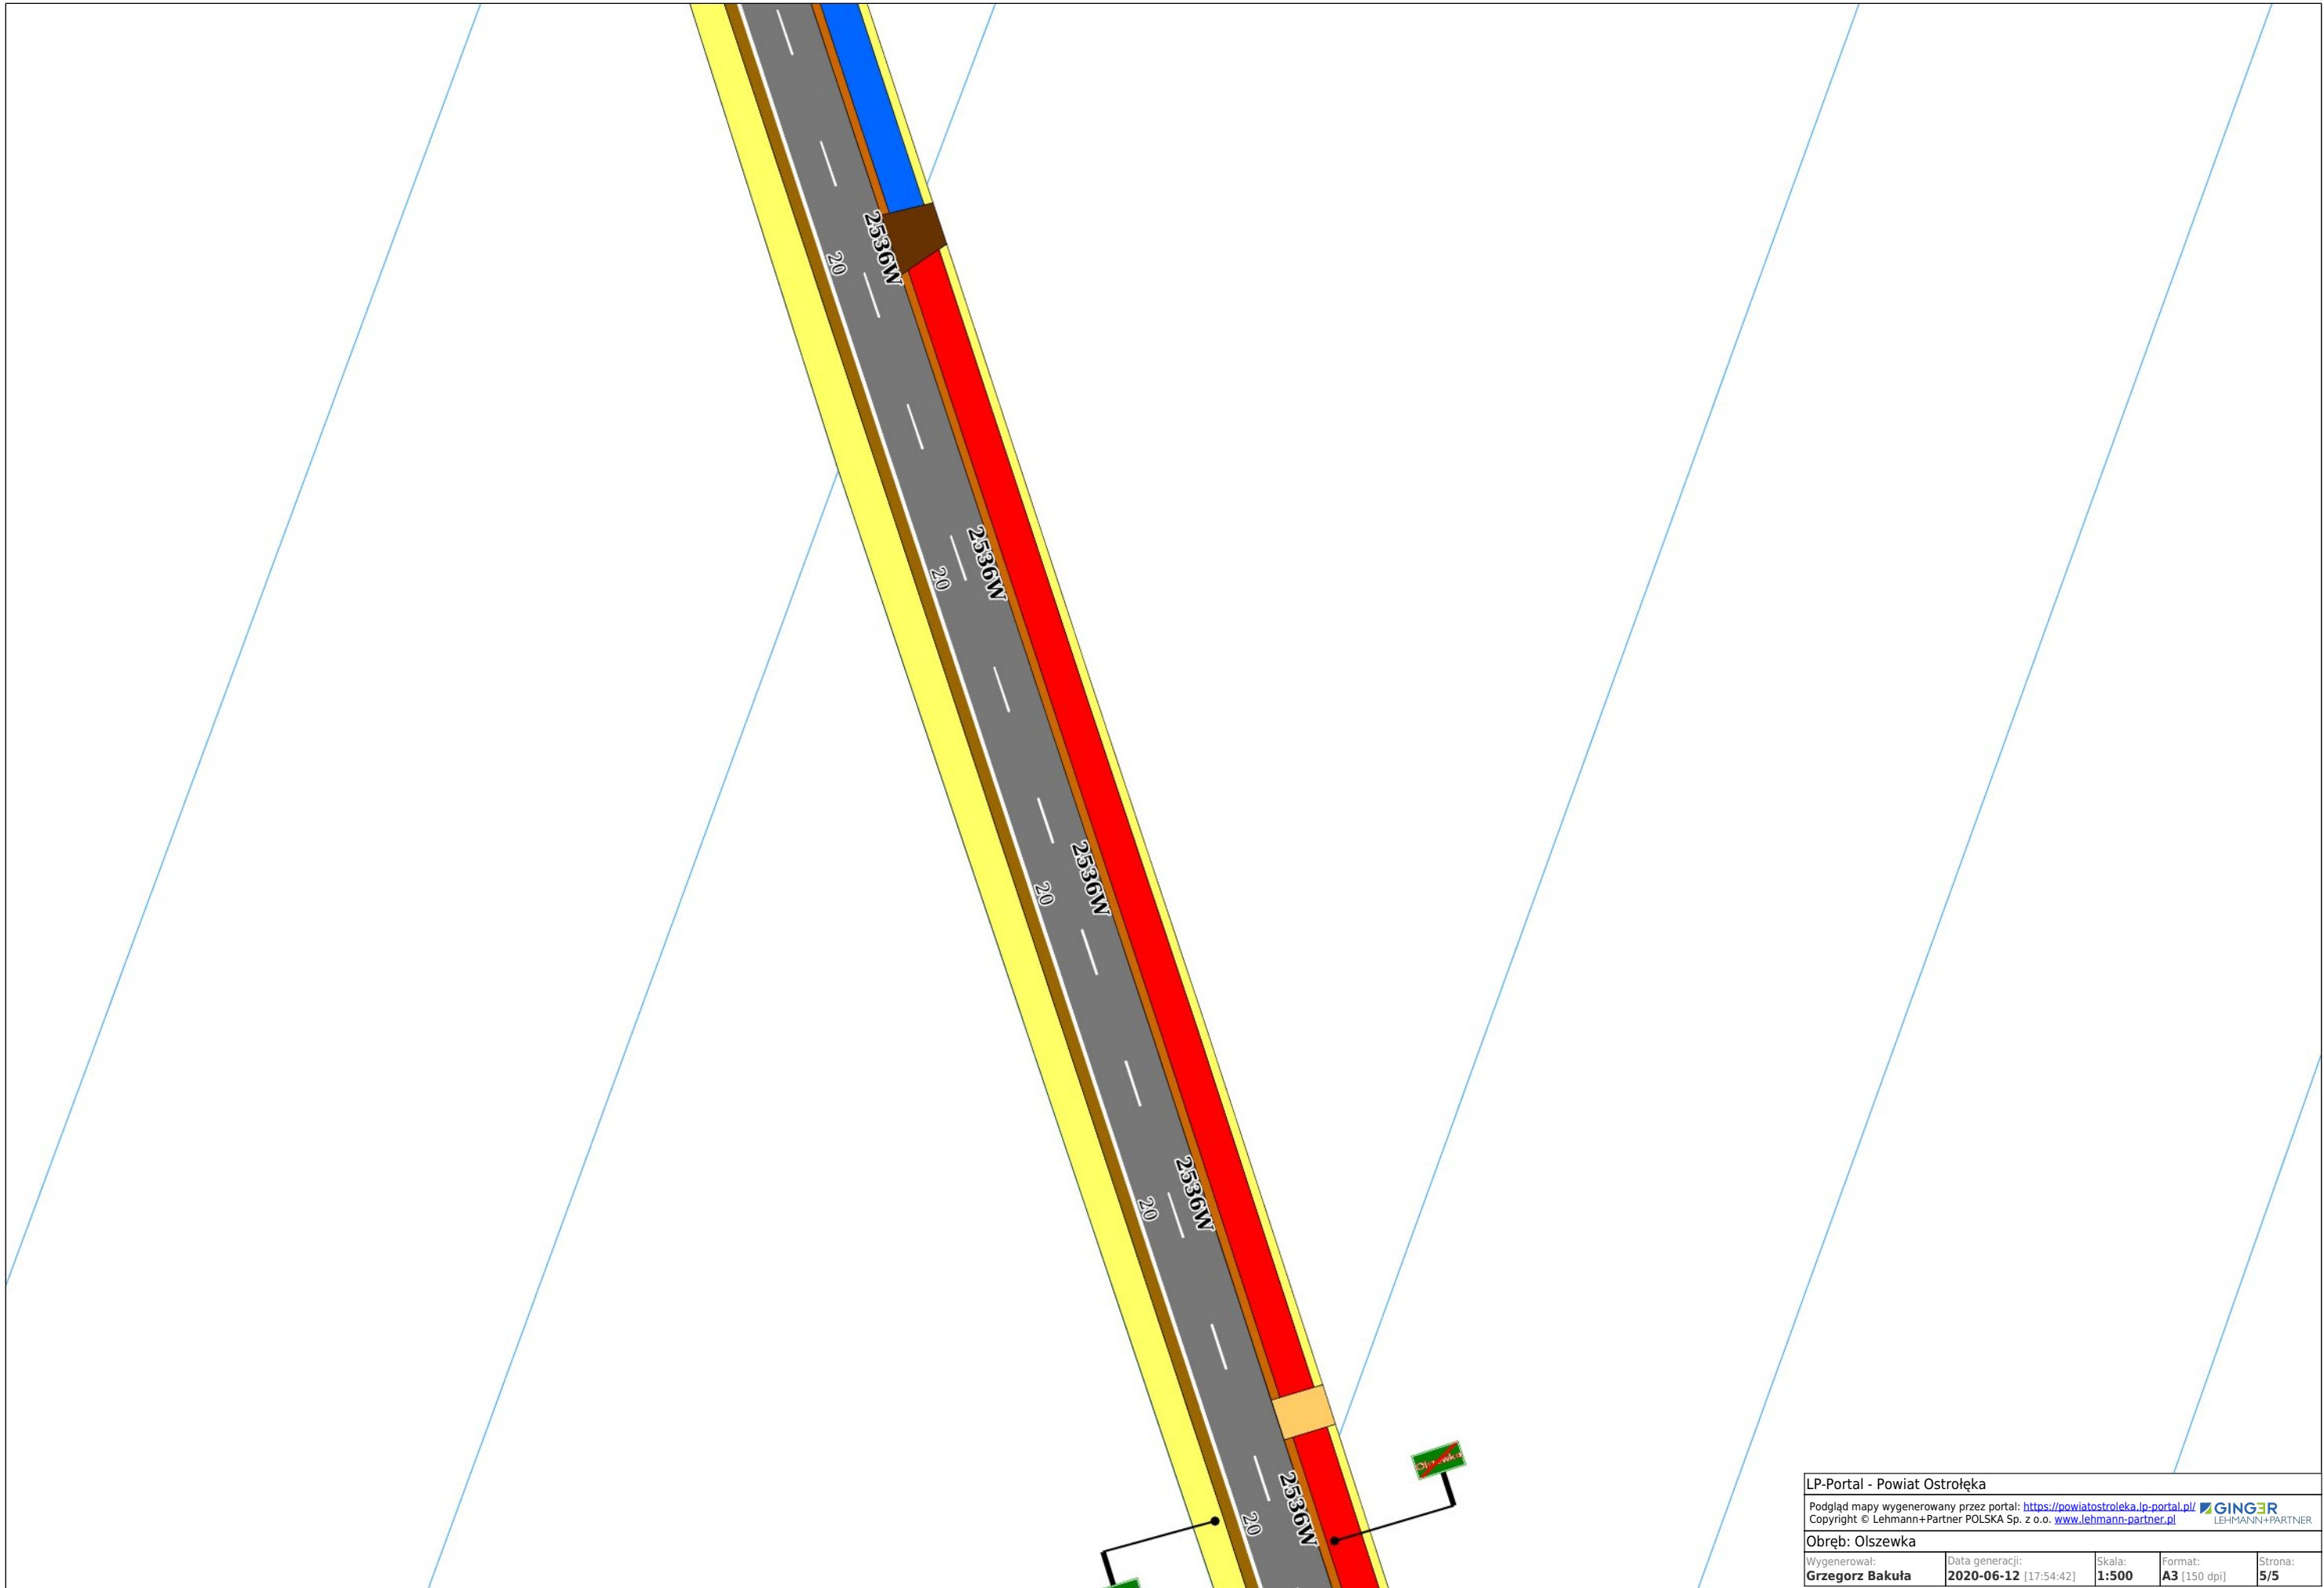 2536W
20
2536W
20
2536W
20
2536W
20
Olszewka
2536W
20
LP-Portal - Powiat Ostrołęka
Podgląd mapy wygenerowany przez portal: https://powiatostroleka.lp-portal.pl/
Copyright © Lehmann+Partner POLSKA Sp. z o.o. www.lehmann-partner.pl
GINGER
LEHMANN+PARTNER
Obręb: Olszewka
Wygenerował: Data generacji: Skala: Format: Strona:
Grzegorz Bakuła 2020-06-12 [17:54:42] 1:500 A3 [150 dpi] 5/5